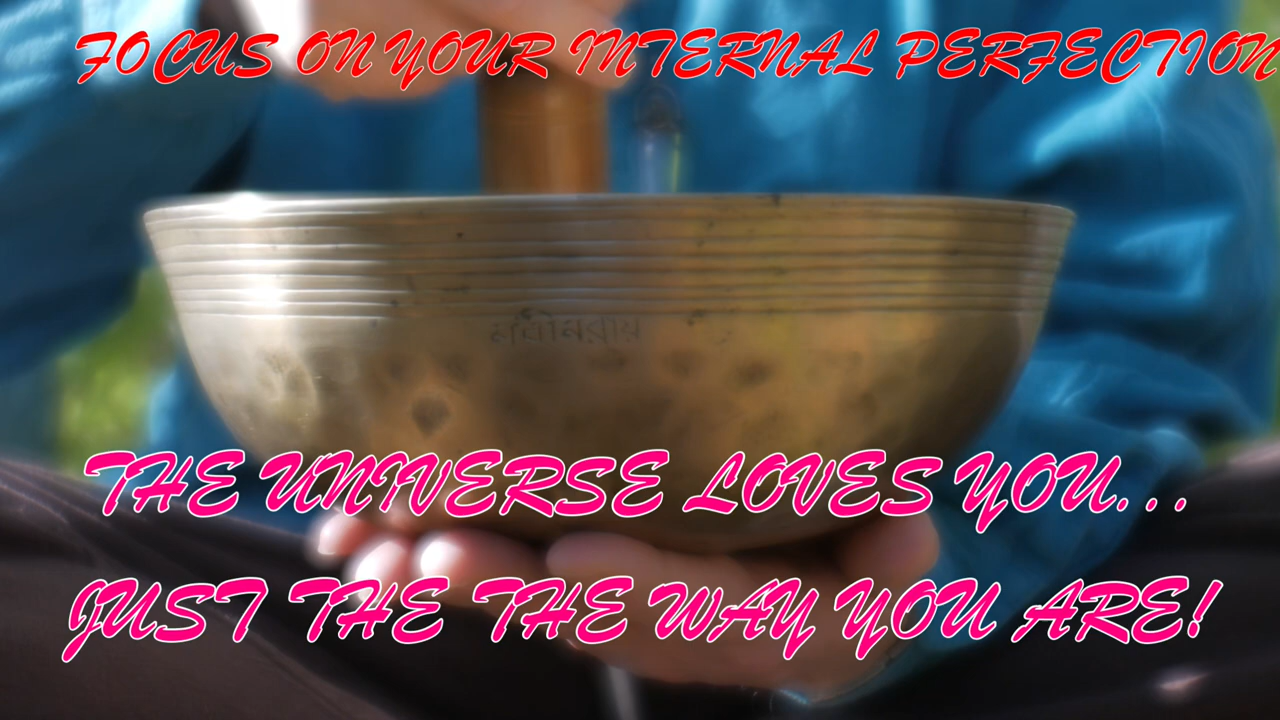 FOCUS ON YOUR INTERNAL PERFECTION
THE UNIVERSE LOVES YOU...
JUST THE THE WAY YOU ARE!